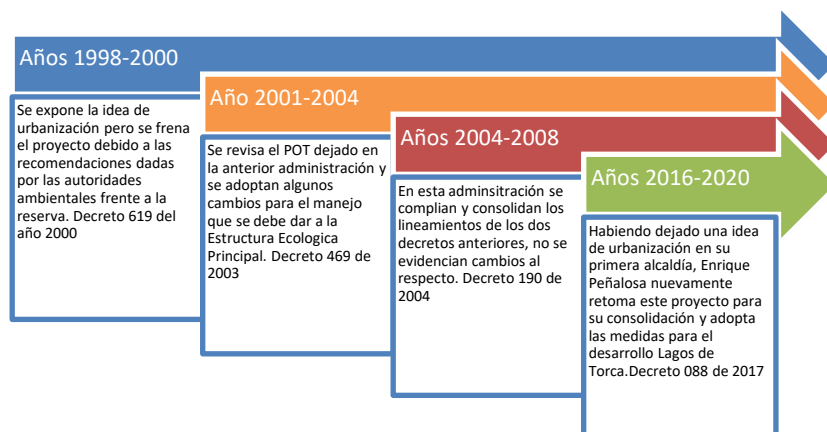 Años 1998-2000
Se expone la idea de
urbanización pero se frena
el proyecto debido a las
recomendaciones dadas
por las autoridades
ambientales frente a la
reserva. Decreto 619 del
año 2000
Año 2001-2004
Se revisa el POT dejado en
la anterior administración y
se adoptan algunos
cambios para el manejo
que se debe dar a la
Estructura Ecologica
Principal. Decreto 469 de
2003
Años 2004-2008
En esta adminsitración se
complian y consolidan los
lineamientos de los dos
decretos anteriores, no se
evidencian cambios al
respecto. Decreto 190 de
2004
Años 2016-2020
Habiendo dejado una idea
de urbanización en su
primera alcaldía, Enrique
Peñalosa nuevamente
retoma este proyecto para
su consolidación y adopta
las medidas para el
desarrollo Lagos de
Torca.Decreto 088 de 2017